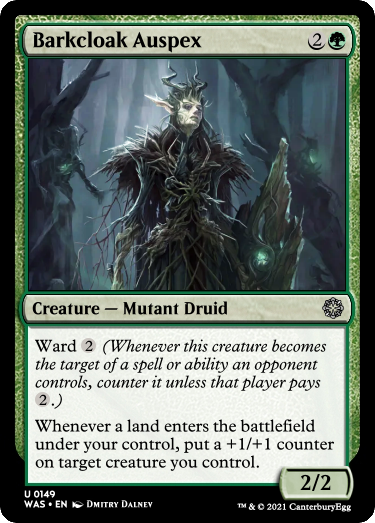 Barkcloak Auspex 2
Creature — Mutant Druid
Ward 2 (Whenever this creature becomes
the target of a spell or ability an opponent
controls, counter it unless that player pays
2.)
Whenever a land enters the battlefield
under your control, put a +1/+1 counter
on target creature you control.
2/2
U 0149
WAS • EN Dmitry Dalnev
™ & © 2021 CanterburyEgg